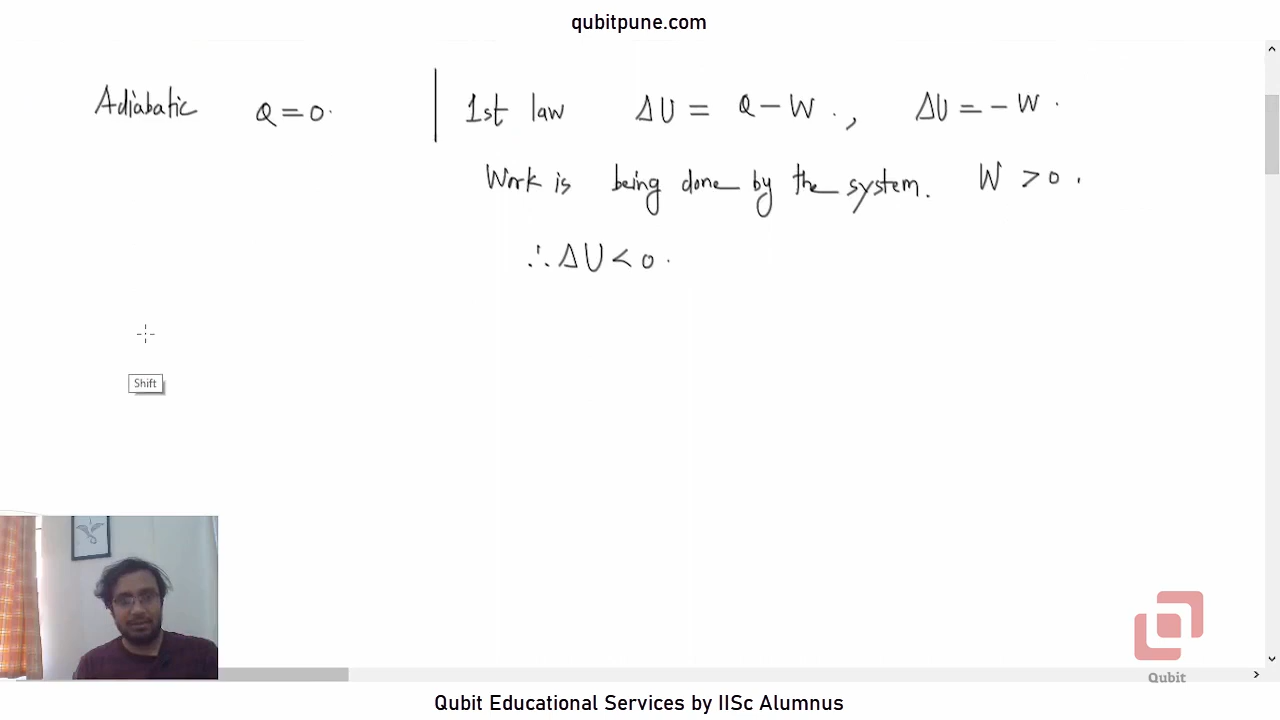 qubitpune.com
Adiabatic Q = 0. 1st law ΔU = Q - W ., ΔU = - W .
Work is being done by the system. W > 0 .
∴ ΔU < 0 .
Shift
Qubit
Qubit Educational Services by IISc Alumnus